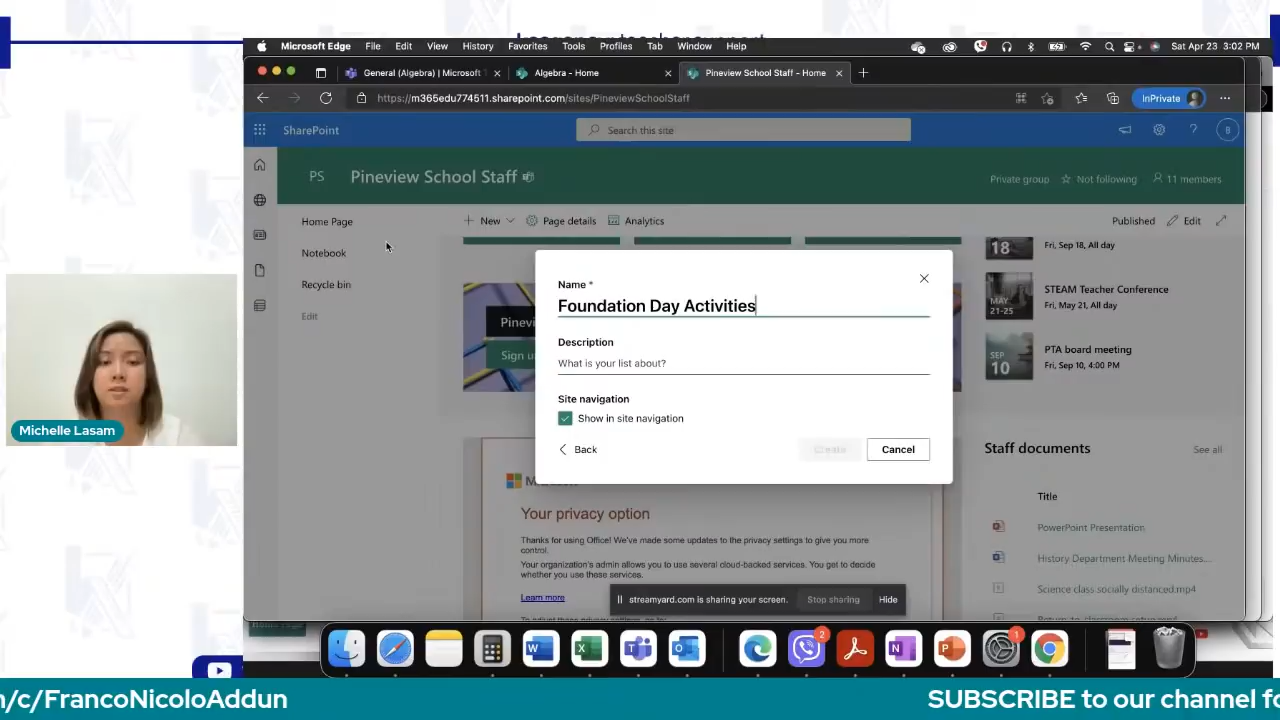 Microsoft Edge File Edit View History Favorites Tools Profiles Tab Window Help
Sat Apr 23 3:02 PM
General (Algebra) | Microsoft T
Algebra - Home
Pineview School Staff - Home
https://m365edu774511.sharepoint.com/sites/PineviewSchoolStaff
InPrivate
SharePoint
Search this site
B
PS
Pineview School Staff
Private group
Not following
11 members
Home Page
New
Page details
Analytics
Published
Edit
Notebook
Recycle bin
Edit
18
Fri, Sep 18, All day
MAY
21-25
STEAM Teacher Conference
Fri, May 21, All day
SEP
10
PTA board meeting
Fri, Sep 10, 4:00 PM
Name *
Foundation Day Activities
Description
What is your list about?
Site navigation
Show in site navigation
Back
Create
Cancel
Sign u
Staff documents
See all
Title
PowerPoint Presentation
History Department Meeting Minutes...
Science class socially distanced.mp4
Your privacy option
Thanks for using Office! We've made some updates to the privacy settings to give you more
control.
Your organization's admin allows you to use several cloud-backed services. You get to decide
whether you use these services.
Learn more
streamyard.com is sharing your screen.
Stop sharing
Hide
Michelle Lasam
2
1
n/c/FrancoNicoloAddun
SUBSCRIBE to our channel fo